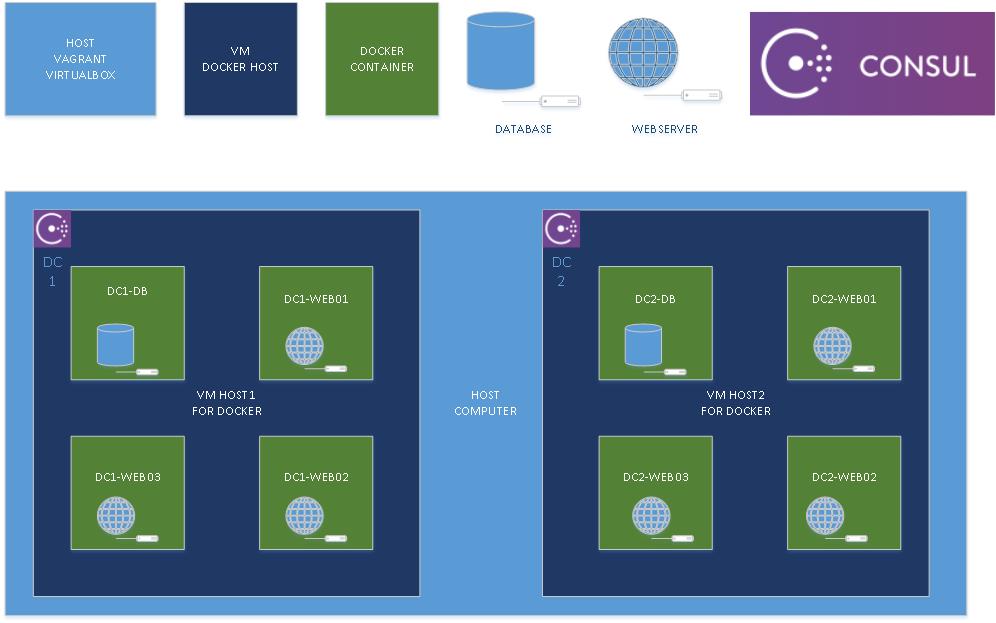 HOST
VAGRANT
VIRTUALBOX
VM
DOCKER HOST
DOCKER
CONTAINER
DATABASE
WEBSERVER
CONSUL
DC
1
DC1-DB
DC1-WEB01
VM HOST1
FOR DOCKER
DC1-WEB03
DC1-WEB02
HOST
COMPUTER
DC
2
DC2-DB
DC2-WEB01
VM HOST2
FOR DOCKER
DC2-WEB03
DC2-WEB02